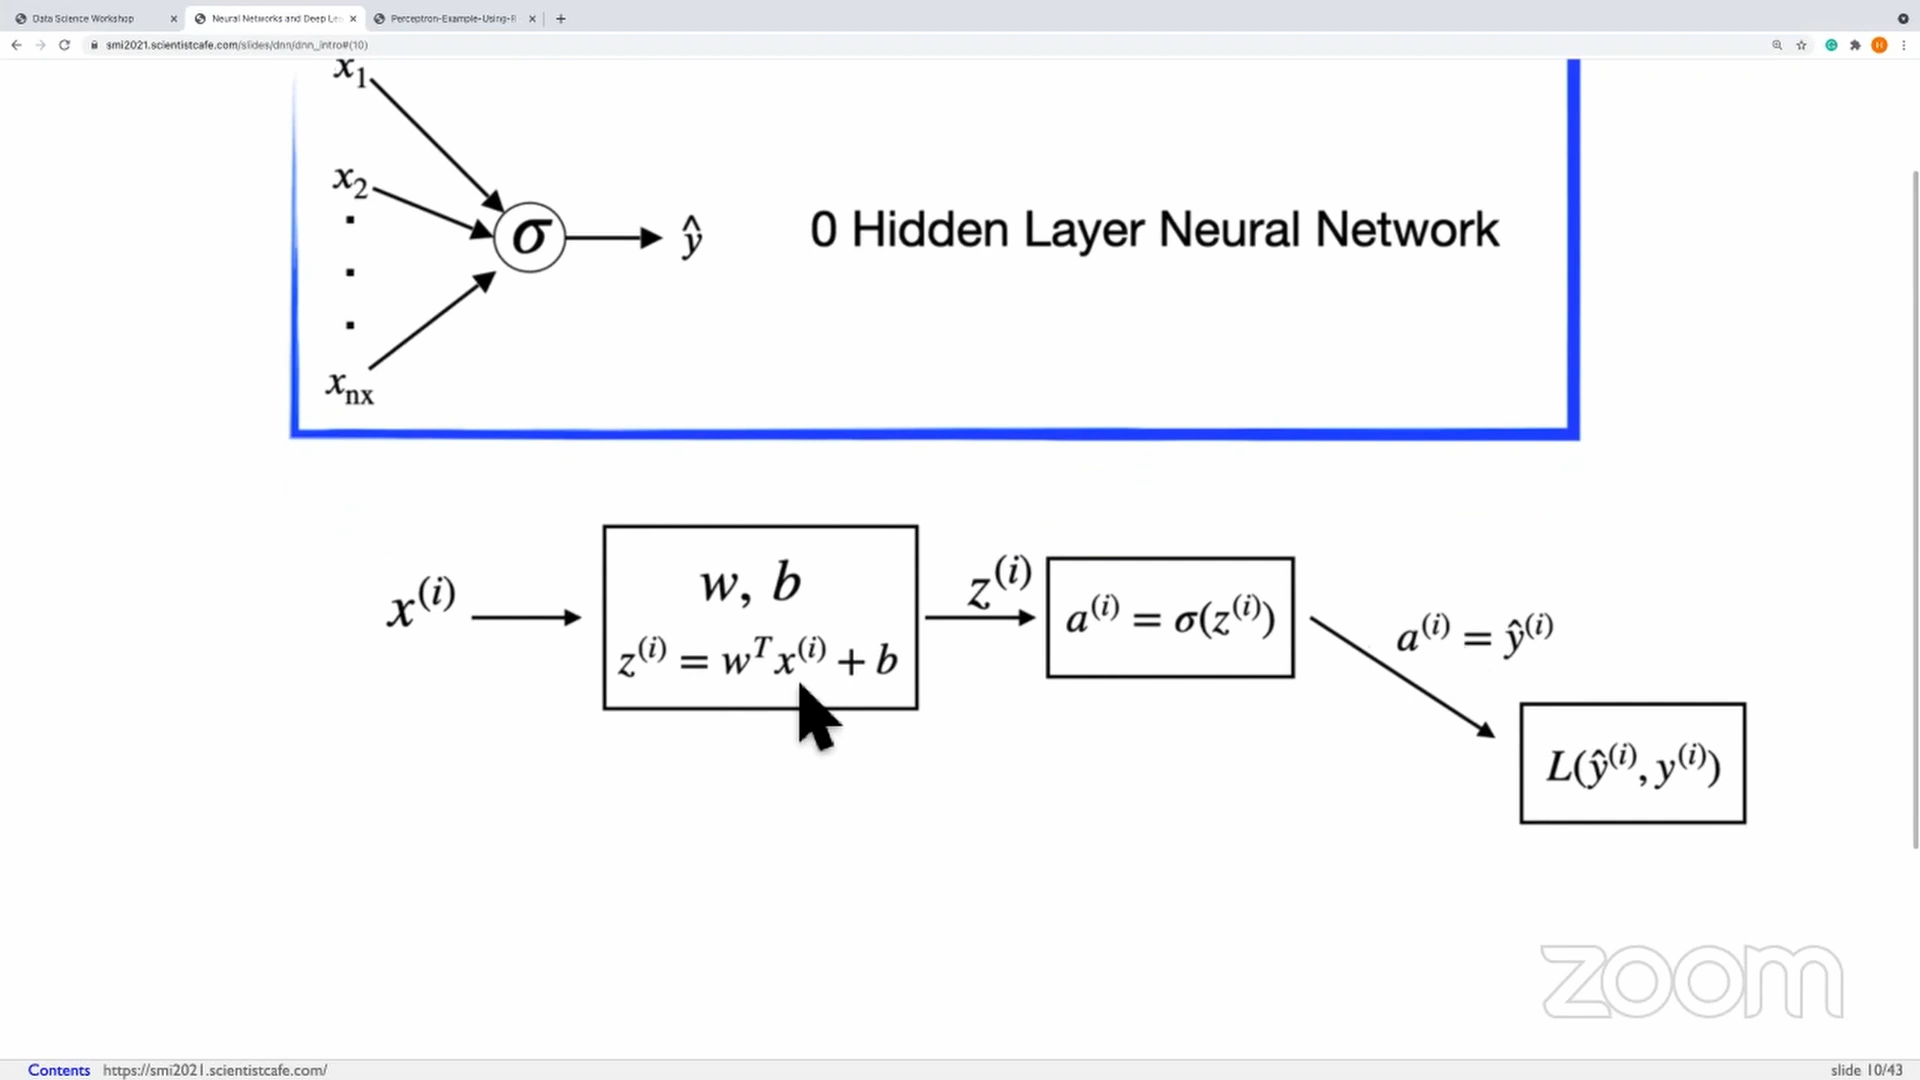 Data Science Workshop
Neural Networks and Deep Lea
Perceptron-Example-Using-R
smi2021.scientistcafe.com/slides/dnn/dnn_intro#(10)
H
x₁
x₂
xₙₓ
σ
ŷ
0 Hidden Layer Neural Network
x⁽ⁱ⁾
w, b
z⁽ⁱ⁾ = wᵀx⁽ⁱ⁾ + b
z⁽ⁱ⁾
a⁽ⁱ⁾ = σ(z⁽ⁱ⁾)
a⁽ⁱ⁾ = ŷ⁽ⁱ⁾
L(ŷ⁽ⁱ⁾, y⁽ⁱ⁾)
zoom
Contents https://smi2021.scientistcafe.com/
slide 10/43